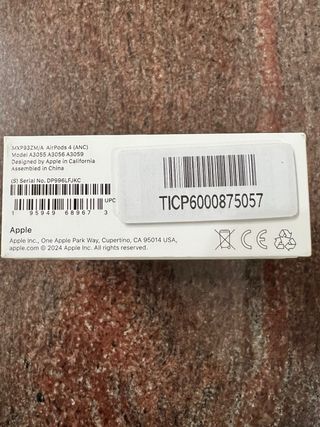 MXP93ZM/A AirPods 4 (ANC)
Model A3055 A3056 A3059
Designed by Apple in California
Assembled in China
(S) Serial No. DP996LFJKC
UPC
1 95949 68967 3
TICP6000875057
Apple
Apple Inc., One Apple Park Way, Cupertino, CA 95014 USA,
apple.com © 2024 Apple Inc. All rights reserved.
CE